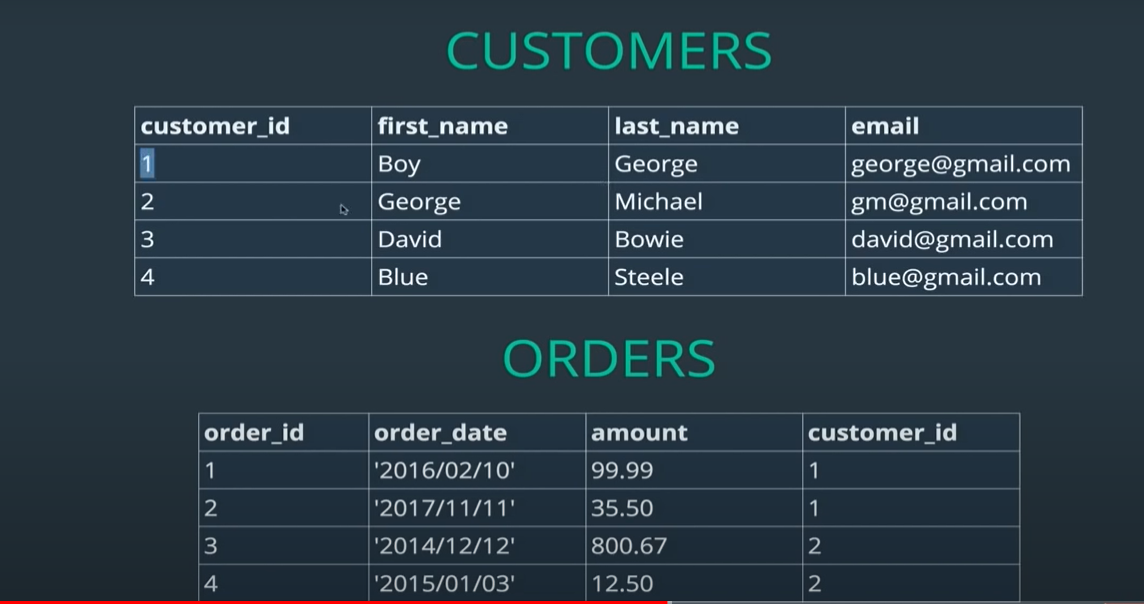 CUSTOMERS
customer_id first_name last_name email
1 Boy George george@gmail.com
2 George Michael gm@gmail.com
3 David Bowie david@gmail.com
4 Blue Steele blue@gmail.com
ORDERS
order_id order_date amount customer_id
1 '2016/02/10' 99.99 1
2 '2017/11/11' 35.50 1
3 '2014/12/12' 800.67 2
4 '2015/01/03' 12.50 2